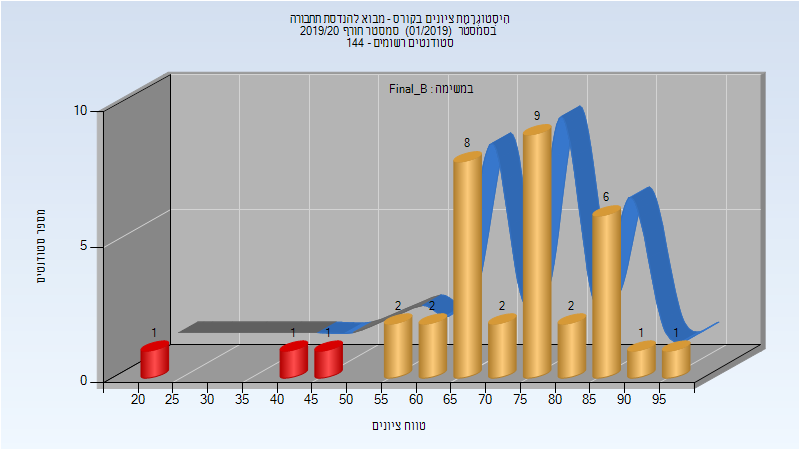 היסטוגרמת ציונים בקורס - מבוא להנדסת תחבורה
בסמסטר (01/2019) סמסטר חורף 2019/20
סטודנטים רשומים - 144
במשימה : Final_B
מספר סטודנטים
10
5
0
1
1
1
2
2
8
2
9
2
6
1
1
20 25 30 35 40 45 50 55 60 65 70 75 80 85 90 95
טווח ציונים